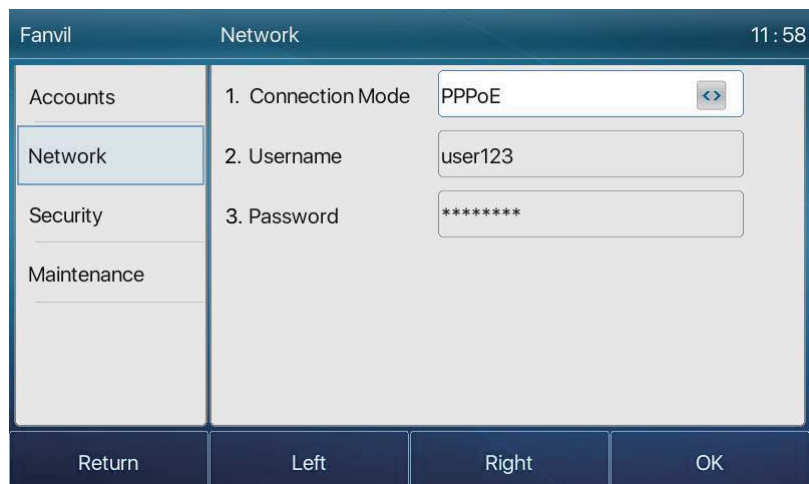 Fanvil Network 11:58
Accounts
Network
Security
Maintenance
1. Connection Mode PPPoE <>
2. Username user123
3. Password ********
Return Left Right OK